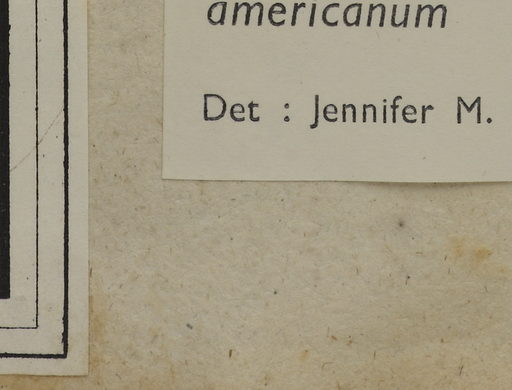 americanum
Det : Jennifer M.